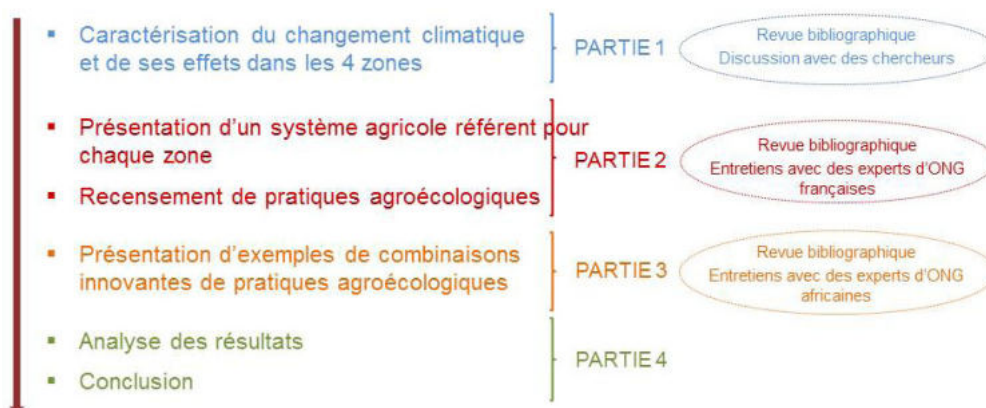 ▪ Caractérisation du changement climatique
et de ses effets dans les 4 zones
PARTIE 1
Revue bibliographique
Discussion avec des chercheurs
▪ Présentation d'un système agricole référent pour
chaque zone
▪ Recensement de pratiques agroécologiques
PARTIE 2
Revue bibliographique
Entretiens avec des experts d'ONG
françaises
▪ Présentation d'exemples de combinaisons
innovantes de pratiques agroécologiques
PARTIE 3
Revue bibliographique
Entretiens avec des experts d'ONG
africaines
▪ Analyse des résultats
▪ Conclusion
PARTIE 4